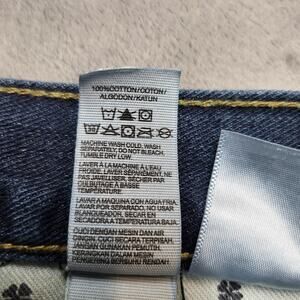 100%COTTON/COTON/
ALGODON/KATUN
MACHINE WASH COLD, WASH
SEPARATELY, DO NOT BLEACH.
TUMBLE DRY LOW.
LAVER À LA MACHINE À L'EAU
FROIDE, LAVER SÉPARÉMENT.
NE PAS JAVELLISER. SÉCHER PAR
CULBUTAGE À BASSE
TEMPÉRATURE
LAVAR A MAQUINA CON AGUA FRIA.
LAVAR POR SEPARADO. NO USAR
BLANQUEADOR. SECAR EN
SECADORA A TEMPERATURA BAJA
CUCI DENGAN MESIN DAN
AIR DINGIN. CUCI SECARA TERPISAH.
JANGAN GUNAKAN PEMUTIH.
KERINGKAN DALAM MESIN
PENGERING SUHU RENDAH.